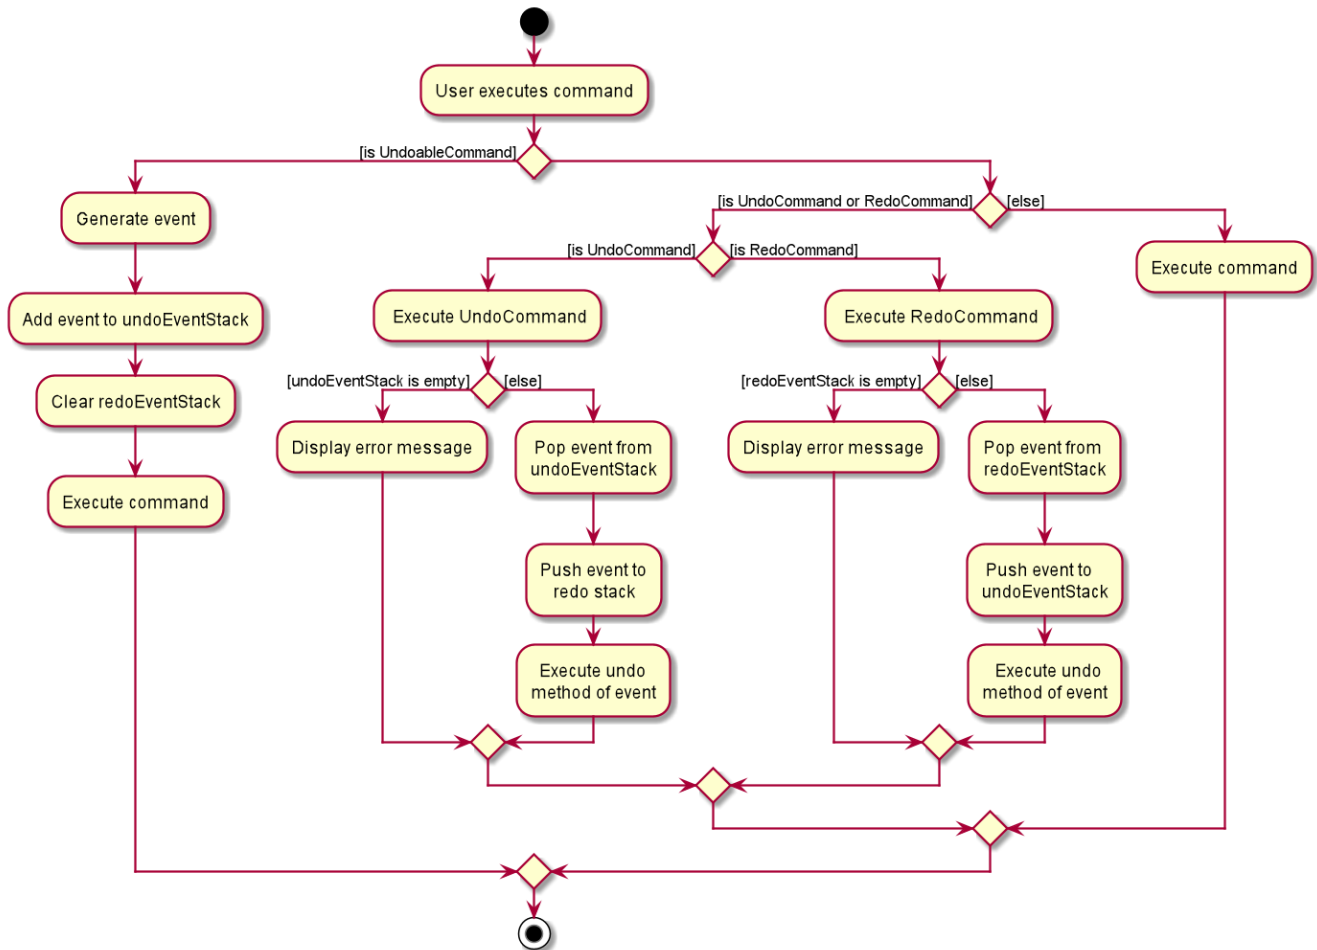 User executes command
[is UndoableCommand]
Generate event
Add event to undoEventStack
Clear redoEventStack
Execute command
[is UndoCommand or RedoCommand]
[else]
[is UndoCommand]
[is RedoCommand]
Execute command
Execute UndoCommand
Execute RedoCommand
[undoEventStack is empty]
[else]
[redoEventStack is empty]
[else]
Display error message
Pop event from
undoEventStack
Push event to
redo stack
Execute undo
method of event
Display error message
Pop event from
redoEventStack
Push event to
undoEventStack
Execute undo
method of event